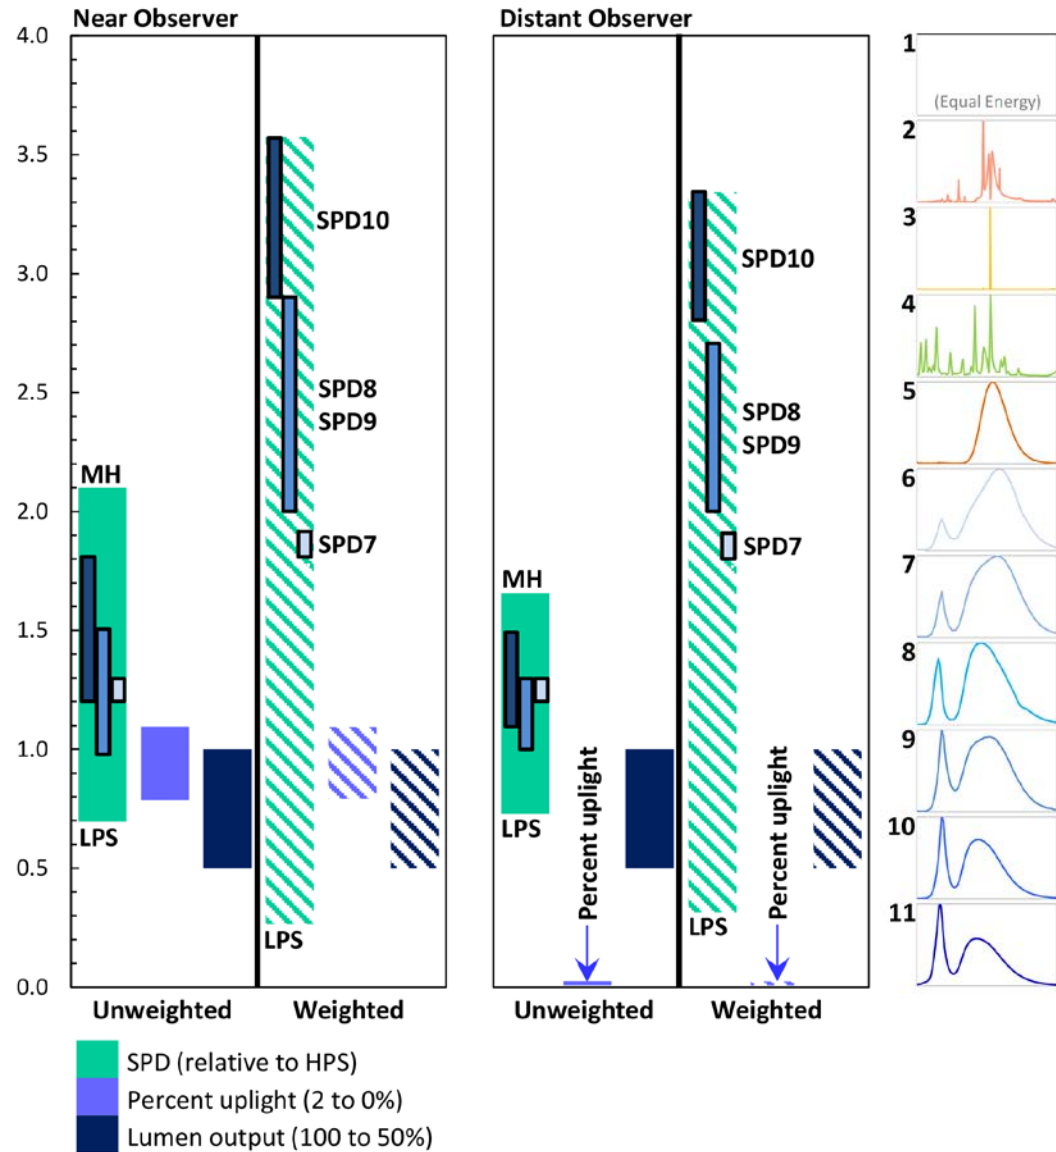 Near Observer
Distant Observer
4.0
3.5
3.0
2.5
2.0
1.5
1.0
0.5
0.0
MH
LPS
SPD10
SPD8
SPD9
SPD7
LPS
Unweighted
Weighted
MH
LPS
Percent uplight
SPD10
SPD8
SPD9
SPD7
LPS
Percent uplight
Unweighted
Weighted
1
(Equal Energy)
2
3
4
5
6
7
8
9
10
11
SPD (relative to HPS)
Percent uplight (2 to 0%)
Lumen output (100 to 50%)